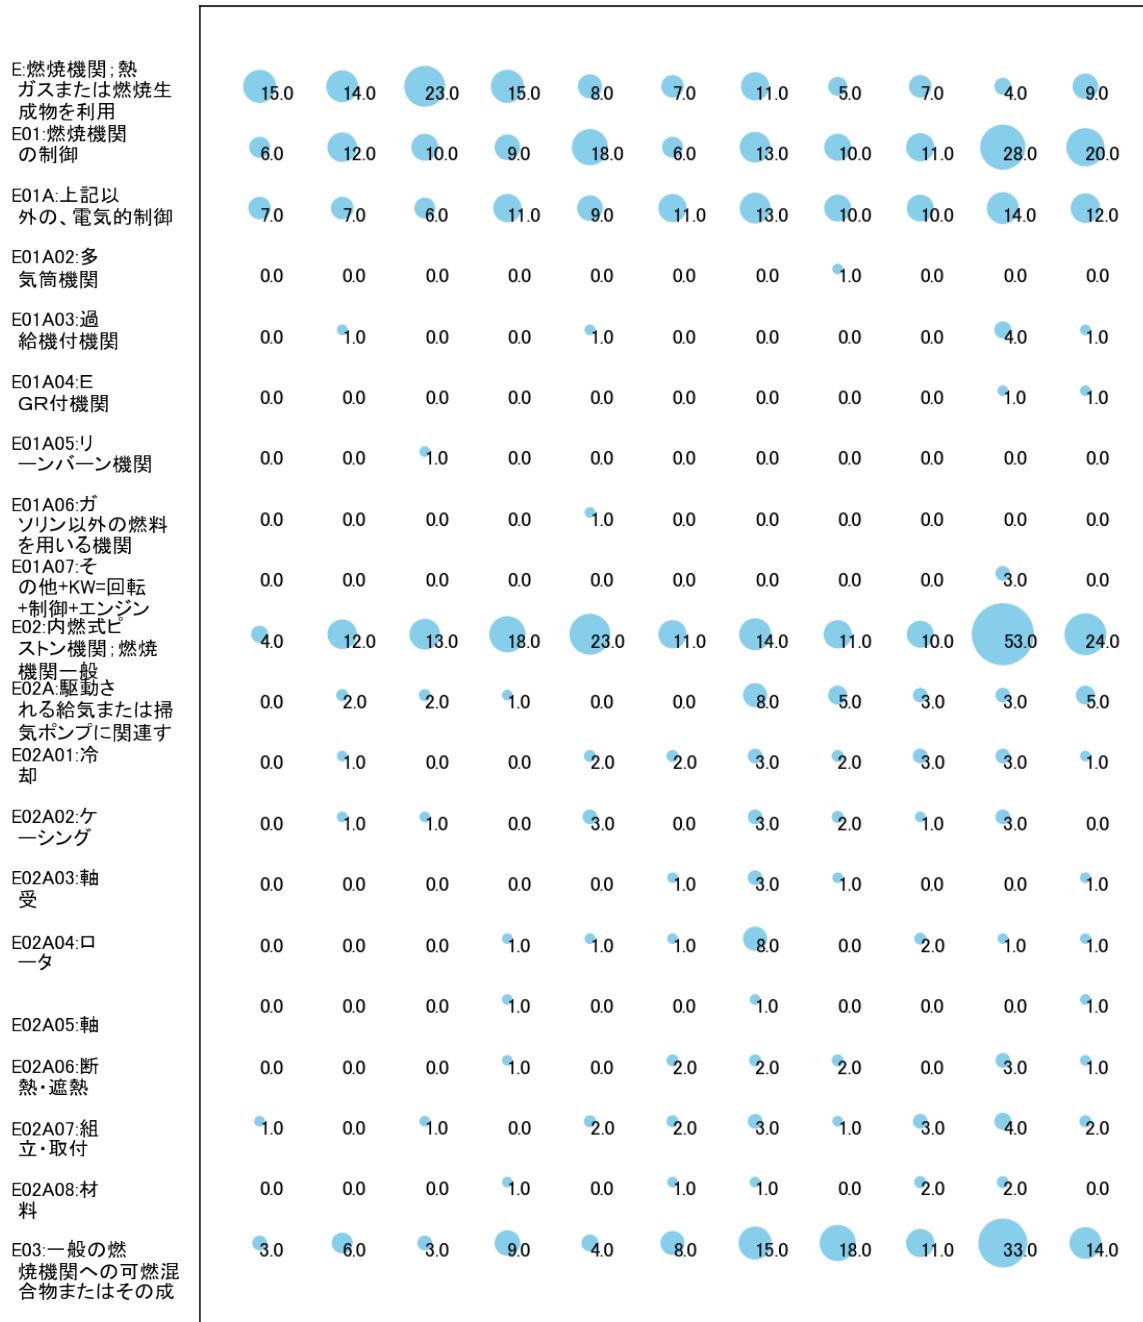 E:燃焼機関;熱
ガスまたは燃焼生
成物を利用
15.0 14.0 23.0 15.0 8.0 7.0 11.0 5.0 7.0 4.0 9.0
E01:燃焼機関
の制御
6.0 12.0 10.0 9.0 18.0 6.0 13.0 10.0 11.0 28.0 20.0
E01A:上記以
外の、電気的制御
7.0 7.0 6.0 11.0 9.0 11.0 13.0 10.0 10.0 14.0 12.0
E01A02:多
気筒機関
0.0 0.0 0.0 0.0 0.0 0.0 0.0 1.0 0.0 0.0 0.0
E01A03:過
給機付機関
0.0 1.0 0.0 0.0 1.0 0.0 0.0 0.0 0.0 4.0 1.0
E01A04:E
GR付機関
0.0 0.0 0.0 0.0 0.0 0.0 0.0 0.0 0.0 1.0 1.0
E01A05:リ
ーンバーン機関
0.0 0.0 1.0 0.0 0.0 0.0 0.0 0.0 0.0 0.0 0.0
E01A06:ガ
ソリン以外の燃料
を用いる機関
0.0 0.0 0.0 0.0 1.0 0.0 0.0 0.0 0.0 0.0 0.0
E01A07:そ
の他+KW=回転
+制御+エンジン
0.0 0.0 0.0 0.0 0.0 0.0 0.0 0.0 0.0 3.0 0.0
E02:内燃式ピ
ストン機関;燃焼
機関一般
4.0 12.0 13.0 18.0 23.0 11.0 14.0 11.0 10.0 53.0 24.0
E02A:駆動さ
れる給気または掃
気ポンプに関連す
0.0 2.0 2.0 1.0 0.0 0.0 8.0 5.0 3.0 3.0 5.0
E02A01:冷
却
0.0 1.0 0.0 0.0 2.0 2.0 3.0 2.0 3.0 3.0 1.0
E02A02:ケ
ーシング
0.0 1.0 1.0 0.0 3.0 0.0 3.0 2.0 1.0 3.0 0.0
E02A03:軸
受
0.0 0.0 0.0 0.0 0.0 1.0 3.0 1.0 0.0 0.0 1.0
E02A04:ロ
ータ
0.0 0.0 0.0 1.0 1.0 1.0 8.0 0.0 2.0 1.0 1.0
E02A05:軸
0.0 0.0 0.0 1.0 0.0 0.0 1.0 0.0 0.0 0.0 1.0
E02A06:断
熱・遮熱
0.0 0.0 0.0 1.0 0.0 2.0 2.0 2.0 0.0 3.0 1.0
E02A07:組
立・取付
1.0 0.0 1.0 0.0 2.0 2.0 3.0 1.0 3.0 4.0 2.0
E02A08:材
料
0.0 0.0 0.0 1.0 0.0 1.0 1.0 0.0 2.0 2.0 0.0
E03:一般の燃
焼機関への可燃混
合物またはその成
3.0 6.0 3.0 9.0 4.0 8.0 15.0 18.0 11.0 33.0 14.0